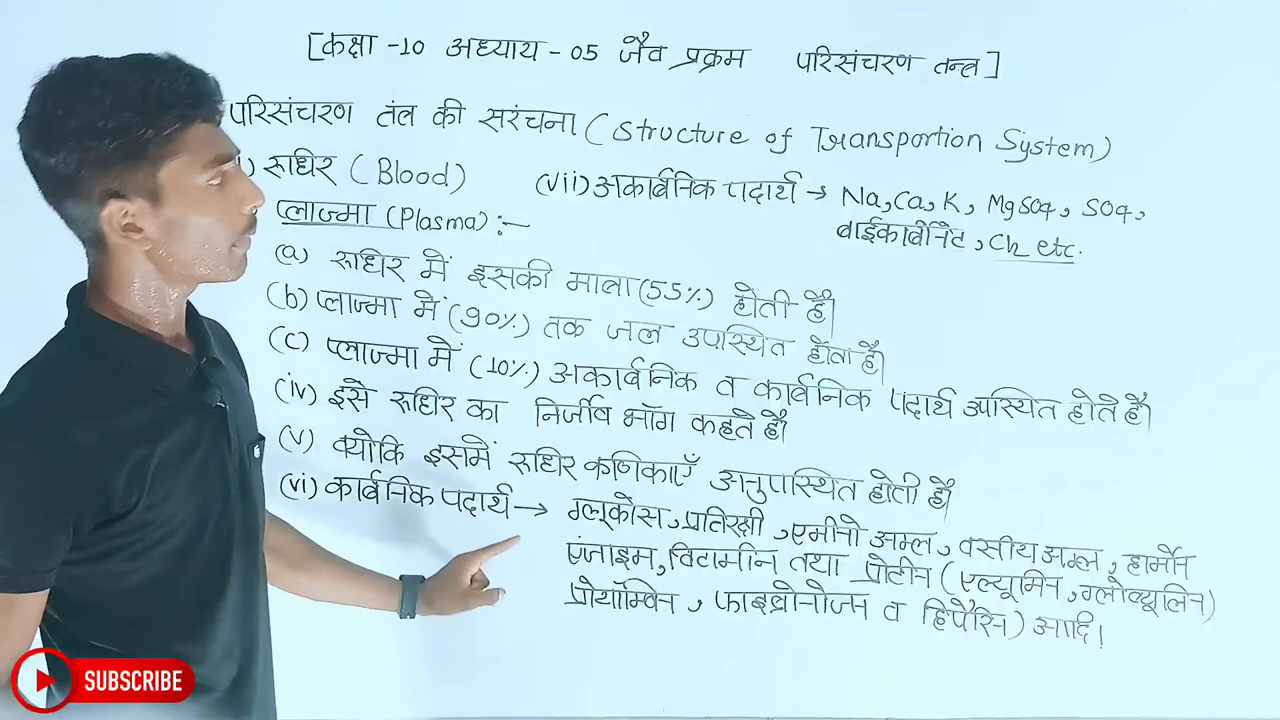 [कक्षा -10 अध्याय - 05 जैव प्रक्रम परिसंचरण तन्त्र]
परिसंचरण तंत्र की सरंचना (Structure of Transportion System)
) रूधिर (Blood)
(vii) अकार्बनिक पदार्थ → Na, Ca, K, MgSO4, SO4,
बाईकार्बोनेट, Cl2 etc.
प्लाज्मा (Plasma) :-
(a) रूधिर में इसकी मात्रा (55%) होती है।
(b) प्लाज्मा में (90%) तक जल उपस्थित होता है।
(c) प्लाज्मा में (10%) अकार्बनिक व कार्बनिक पदार्थ उपस्थित होते है।
(iv) इसे रूधिर का निर्जीव भॉग कहते है।
(v) क्योकि इसमें रूधिर कणिकाएँ अनुपस्थित होती है।
(vi) कार्बनिक पदार्थ → ग्लूकोस, प्रतिरक्षी, एमीनो अम्ल, वसीय अम्ल, हार्मोन
एंजाइम, विटामीन तथा प्रोटीन (एल्यूमिन, ग्लोव्यूलिन)
प्रोथॉम्बिन, फाइब्रोनोजन व हिपैरिन) आदि।
SUBSCRIBE